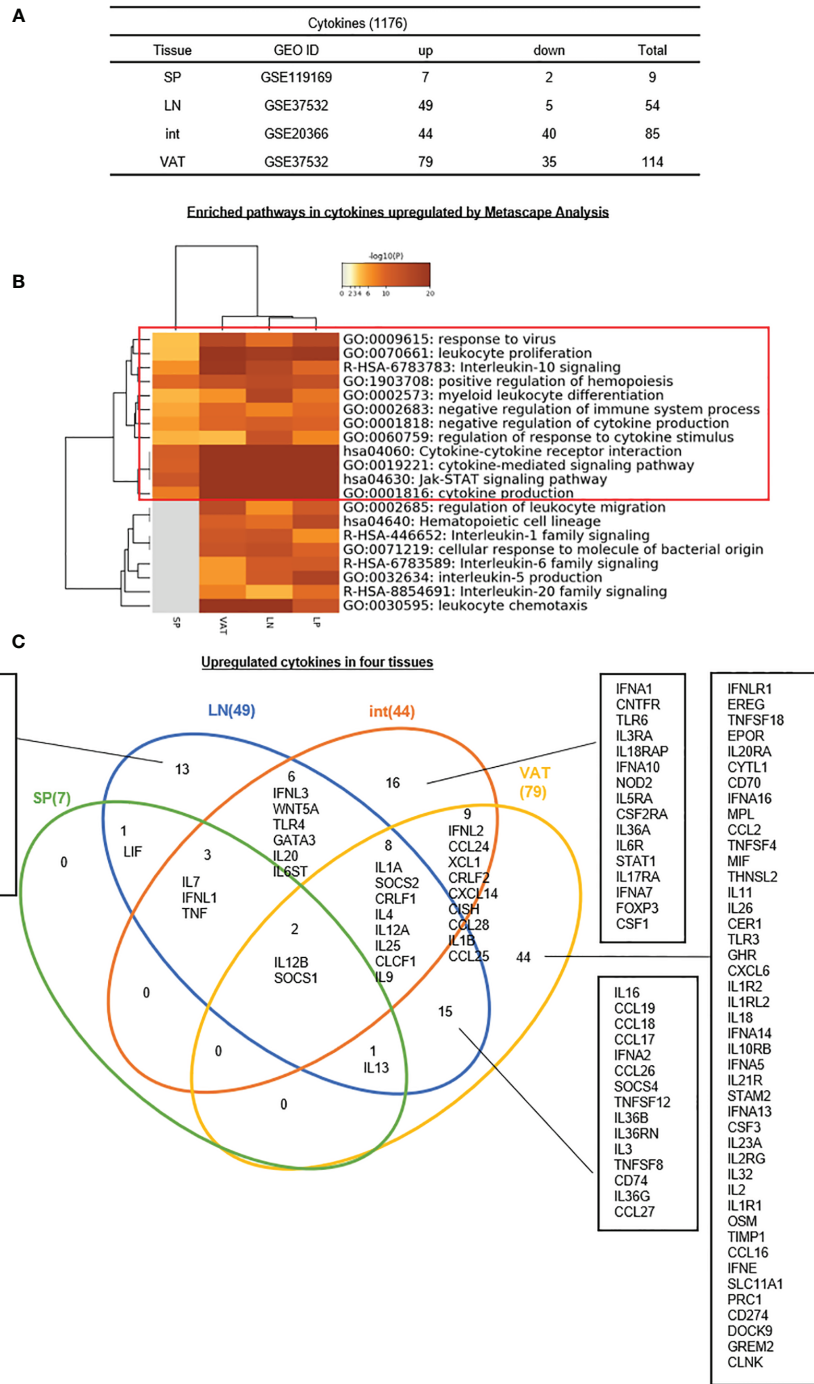 A
Cytokines (1176)
Tissue GEO ID up down Total
SP GSE119169 7 2 9
LN GSE37532 49 5 54
int GSE20366 44 40 85
VAT GSE37532 79 35 114
Enriched pathways in cytokines upregulated by Metascape Analysis
B
-log10(P)
0 2 3 4 6 10 20
GO:0009615: response to virus
GO:0070661: leukocyte proliferation
R-HSA-6783783: Interleukin-10 signaling
GO:1903708: positive regulation of hemopoiesis
GO:0002573: myeloid leukocyte differentiation
GO:0002683: negative regulation of immune system process
GO:0001818: negative regulation of cytokine production
GO:0060759: regulation of response to cytokine stimulus
hsa04060: Cytokine-cytokine receptor interaction
GO:0019221: cytokine-mediated signaling pathway
hsa04630: Jak-STAT signaling pathway
GO:0001816: cytokine production
GO:0002685: regulation of leukocyte migration
hsa04640: Hematopoietic cell lineage
R-HSA-446652: Interleukin-1 family signaling
GO:0071219: cellular response to molecule of bacterial origin
R-HSA-6783589: Interleukin-6 family signaling
GO:0032634: interleukin-5 production
R-HSA-8854691: Interleukin-20 family signaling
GO:0030595: leukocyte chemotaxis
SP VAT LN LP
C
Upregulated cytokines in four tissues
LN(49)
int(44)
VAT
(79)
SP(7)
13
6
IFNL3
WNT5A
TLR4
GATA3
IL20
IL6ST
16
9
IFNL2
CCL24
XCL1
CRLF2
CXCL14
CISH
CCL28
IL1B
CCL25
1
LIF
0
3
IL7
IFNL1
TNF
8
IL1A
SOCS2
CRLF1
IL4
IL12A
IL25
CLCF1
IL9
2
IL12B
SOCS1
44
0
15
0
1
IL13
0
IFNA1
CNTFR
TLR6
IL3RA
IL18RAP
IFNA10
NOD2
IL5RA
CSF2RA
IL36A
IL6R
STAT1
IL17RA
IFNA7
FOXP3
CSF1
IL16
CCL19
CCL18
CCL17
IFNA2
CCL26
SOCS4
TNFSF12
IL36B
IL36RN
IL3
TNFSF8
CD74
IL36G
CCL27
IFNLR1
EREG
TNFSF18
EPOR
IL20RA
CYTL1
CD70
IFNA16
MPL
CCL2
TNFSF4
MIF
THNSL2
IL11
IL26
CER1
TLR3
GHR
CXCL6
IL1R2
IL1RL2
IL18
IFNA14
IL10RB
IFNA5
IL21R
STAM2
IFNA13
CSF3
IL23A
IL2RG
IL32
IL2
IL1R1
OSM
TIMP1
CCL16
IFNE
SLC11A1
PRC1
CD274
DOCK9
GREM2
CLNK